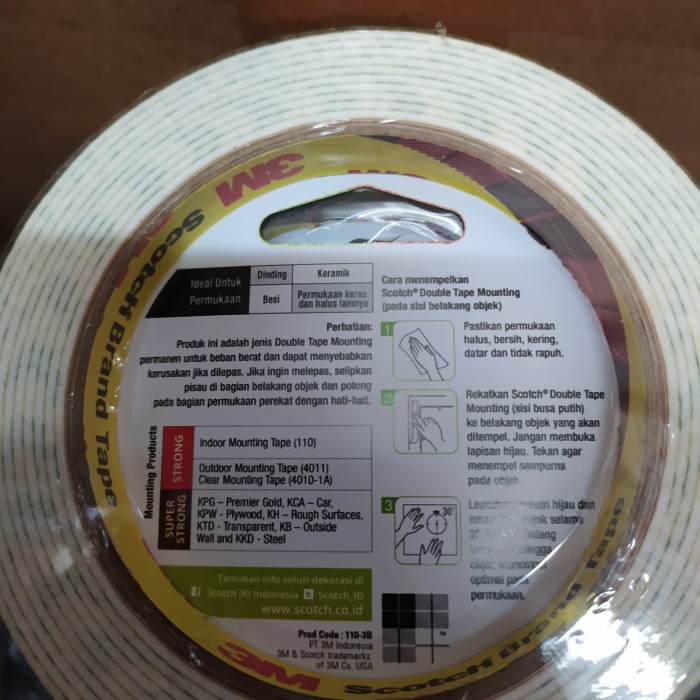 3M
Scotch Brand Tape
Ideal Untuk
Permukaan
Dinding
Keramik
Besi
Permukaan keras
dan halus lainnya
Perhatian:
Produk ini adalah jenis Double Tape Mounting
permanen untuk beban berat dan dapat menyebabkan
kerusakan jika dilepas. Jika ingin melepas, selipkan
pisau di bagian belakang objek dan potong
pada bagian permukaan perekat dengan hati-hati.
Mounting Products
STRONG
Indoor Mounting Tape (110)
Outdoor Mounting Tape (4011)
Clear Mounting Tape (4010-1A)
SUPER
STRONG
KPG – Premier Gold, KCA – Car,
KPW - Plywood, KH – Rough Surfaces,
KTD - Transparent, KB – Outside
Wall and KKD - Steel
Temukan info solusi dekorasi di
Scotch (R) Indonesia
Scotch_ID
www.scotch.co.id
Prod Code : 110-3B
PT 3M Indonesia
3M & Scotch trademarks
of 3M Co. USA
Cara menempelkan
Scotch® Double Tape Mounting
(pada sisi belakang objek)
1
Pastikan permukaan
halus, bersih, kering,
datar dan tidak rapuh.
2
Rekatkan Scotch® Double Tape
Mounting (sisi busa putih)
ke belakang objek yang akan
ditempel. Jangan membuka
lapisan hijau. Tekan agar
menempel sempurna
pada objek.
3
30"
hijau dan
selama
optimal pada
permukaan.
TM
3M
Scotch Brand Tape